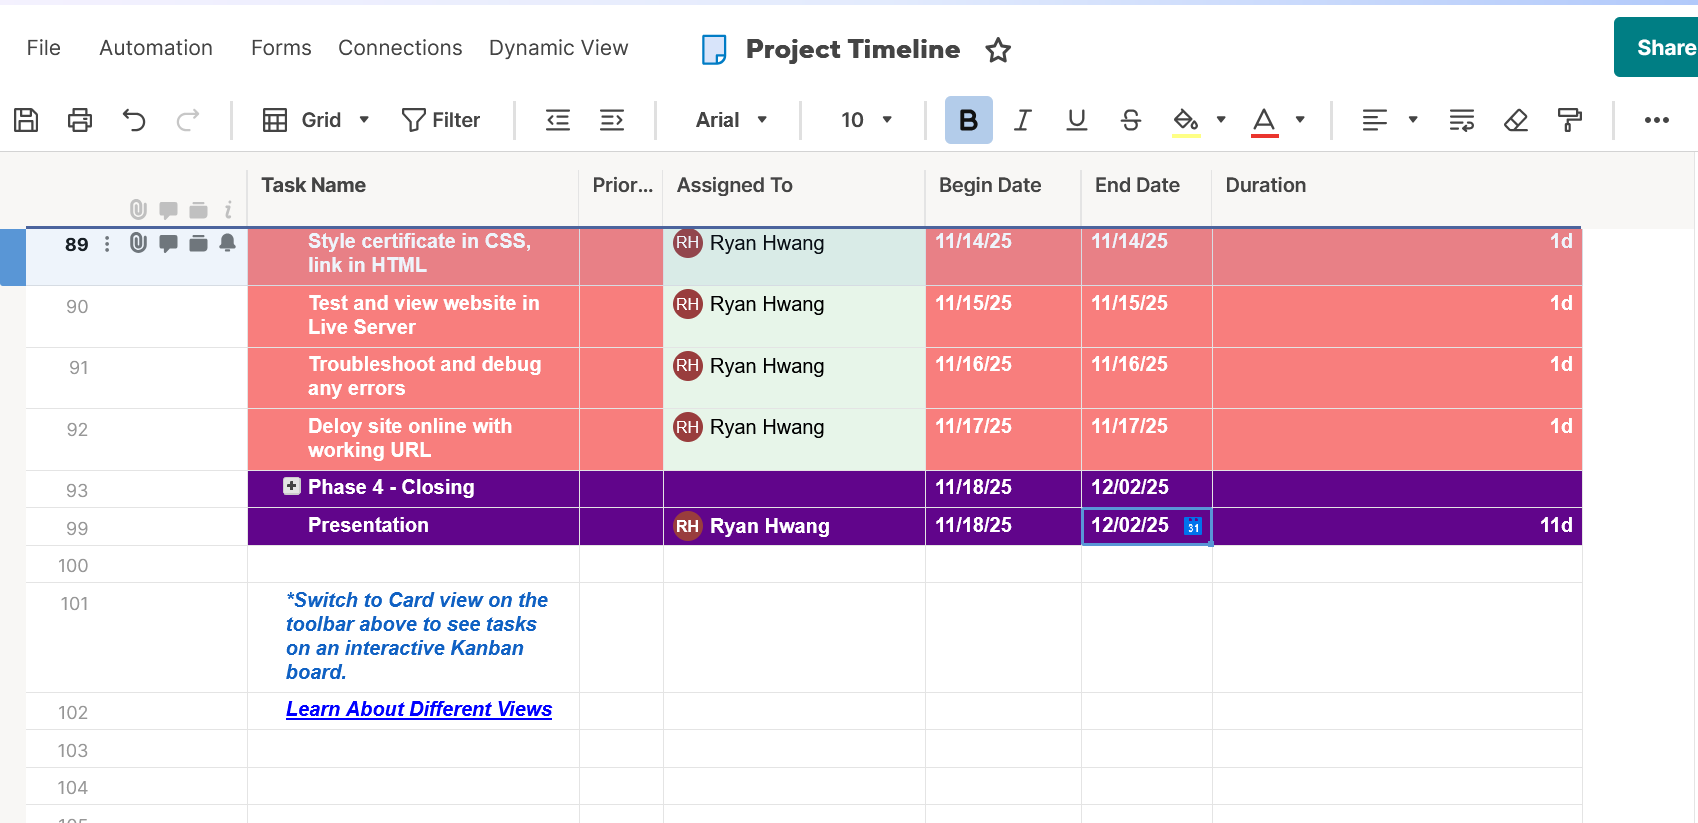 File Automation Forms Connections Dynamic View Project Timeline Share
Grid Filter Arial 10 B I U S A
Task Name Prior... Assigned To Begin Date End Date Duration
89 Style certificate in CSS, RH Ryan Hwang 11/14/25 11/14/25 1d
link in HTML
90 Test and view website in RH Ryan Hwang 11/15/25 11/15/25 1d
Live Server
91 Troubleshoot and debug RH Ryan Hwang 11/16/25 11/16/25 1d
any errors
92 Deloy site online with RH Ryan Hwang 11/17/25 11/17/25 1d
working URL
93 Phase 4 - Closing 11/18/25 12/02/25
99 Presentation RH Ryan Hwang 11/18/25 12/02/25 31 11d
100
101 *Switch to Card view on the
toolbar above to see tasks
on an interactive Kanban
board.
102 Learn About Different Views
103
104